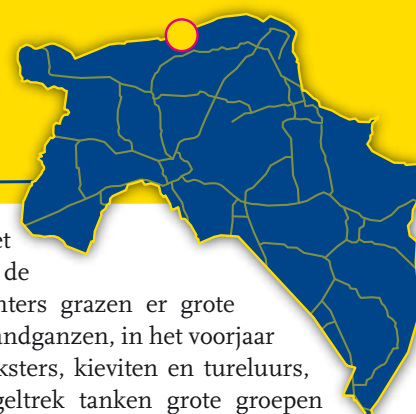 et
de
nters grazen er grote
andganzen, in het voorjaar
ksters, kieviten en tureluurs,
geltrek tanken grote groepen